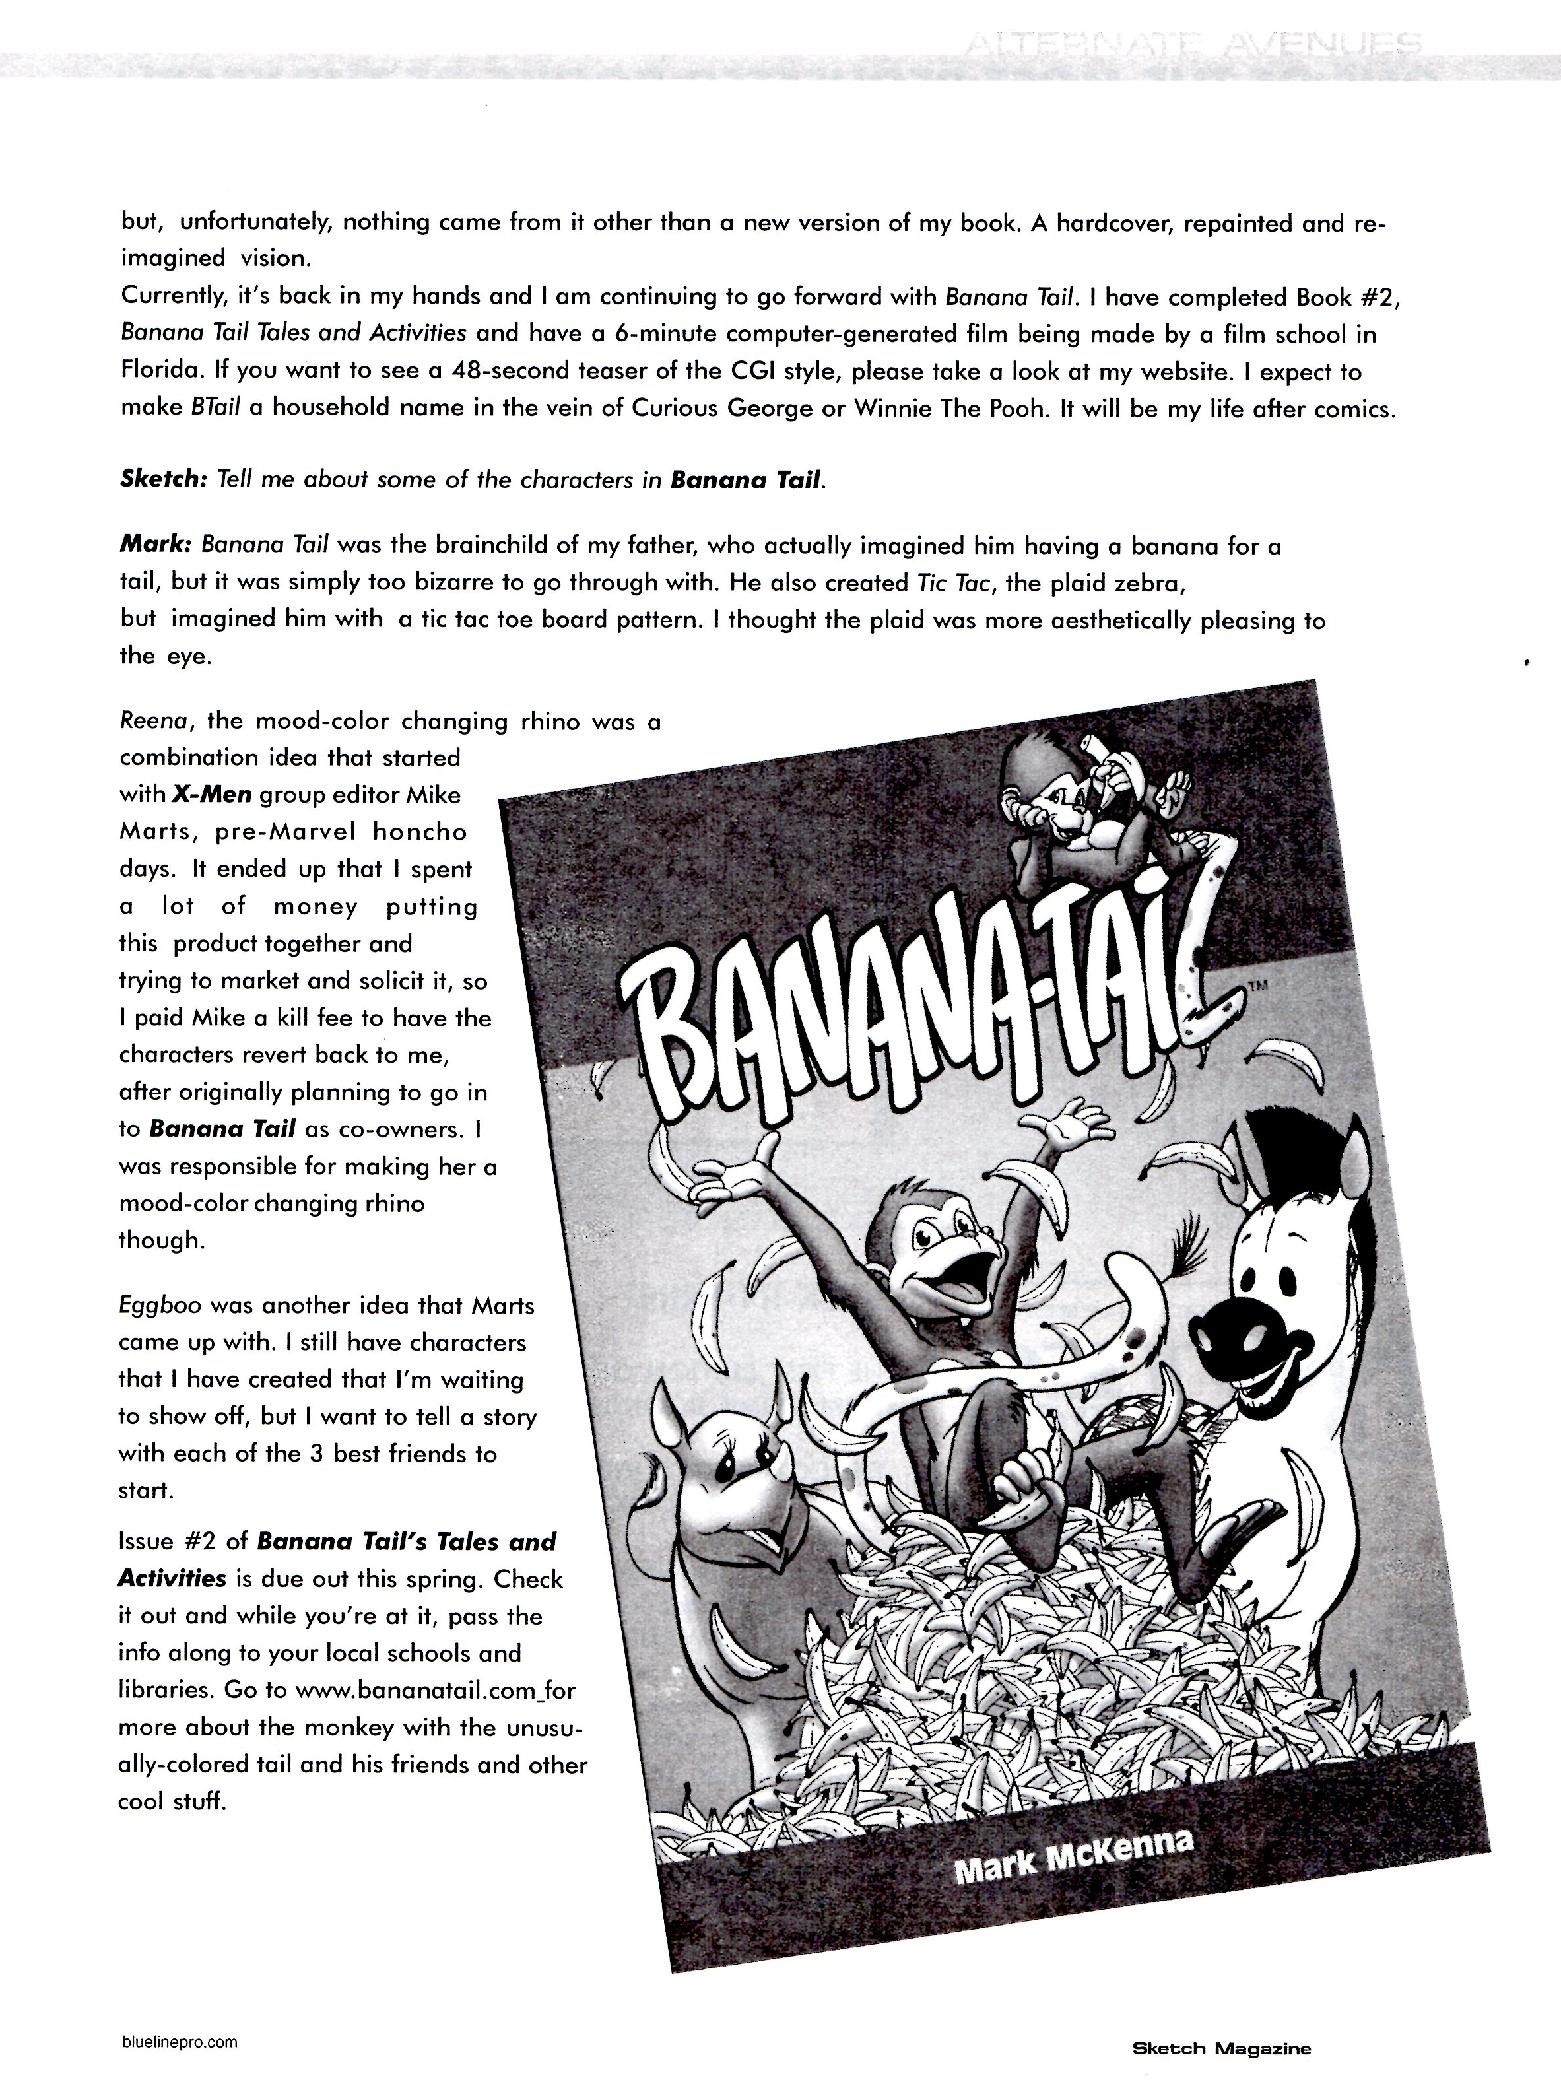 ALTERNATE AVENUES
but, unfortunately, nothing came from it other than a new version of my book. A hardcover, repainted and re-
imagined vision.
Currently, it's back in my hands and I am continuing to go forward with Banana Tail. I have completed Book #2,
Banana Tail Tales and Activities and have a 6-minute computer-generated film being made by a film school in
Florida. If you want to see a 48-second teaser of the CGI style, please take a look at my website. I expect to
make BTail a household name in the vein of Curious George or Winnie The Pooh. It will be my life after comics.
Sketch: Tell me about some of the characters in Banana Tail.
Mark: Banana Tail was the brainchild of my father, who actually imagined him having a banana for a
tail, but it was simply too bizarre to go through with. He also created Tic Tac, the plaid zebra,
but imagined him with a tic tac toe board pattern. I thought the plaid was more aesthetically pleasing to
the eye.
Reena, the mood-color changing rhino was a
combination idea that started
with X-Men group editor Mike
Marts, pre-Marvel honcho
days. It ended up that I spent
a lot of money putting
this product together and
trying to market and solicit it, so
I paid Mike a kill fee to have the
characters revert back to me,
after originally planning to go in
to Banana Tail as co-owners. I
was responsible for making her a
mood-color changing rhino
though.
Eggboo was another idea that Marts
came up with. I still have characters
that I have created that I'm waiting
to show off, but I want to tell a story
with each of the 3 best friends to
start.
Issue #2 of Banana Tail's Tales and
Activities is due out this spring. Check
it out and while you're at it, pass the
info along to your local schools and
libraries. Go to www.bananatail.com_for
more about the monkey with the unusu-
ally-colored tail and his friends and other
cool stuff.
BANANA-TAIL™
Mark McKenna
bluelinepro.com
Sketch Magazine